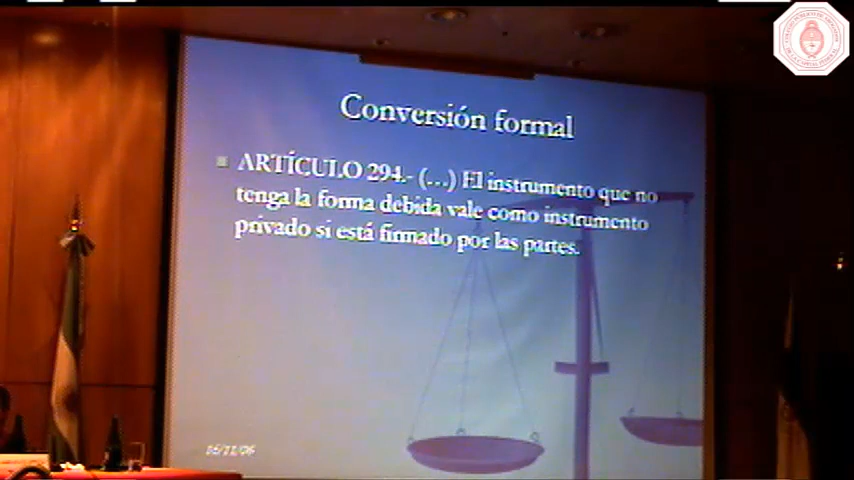 Conversión formal
ARTÍCULO 294.- (...) El instrumento que no
tenga la forma debida vale como instrumento
privado si está firmado por las partes.